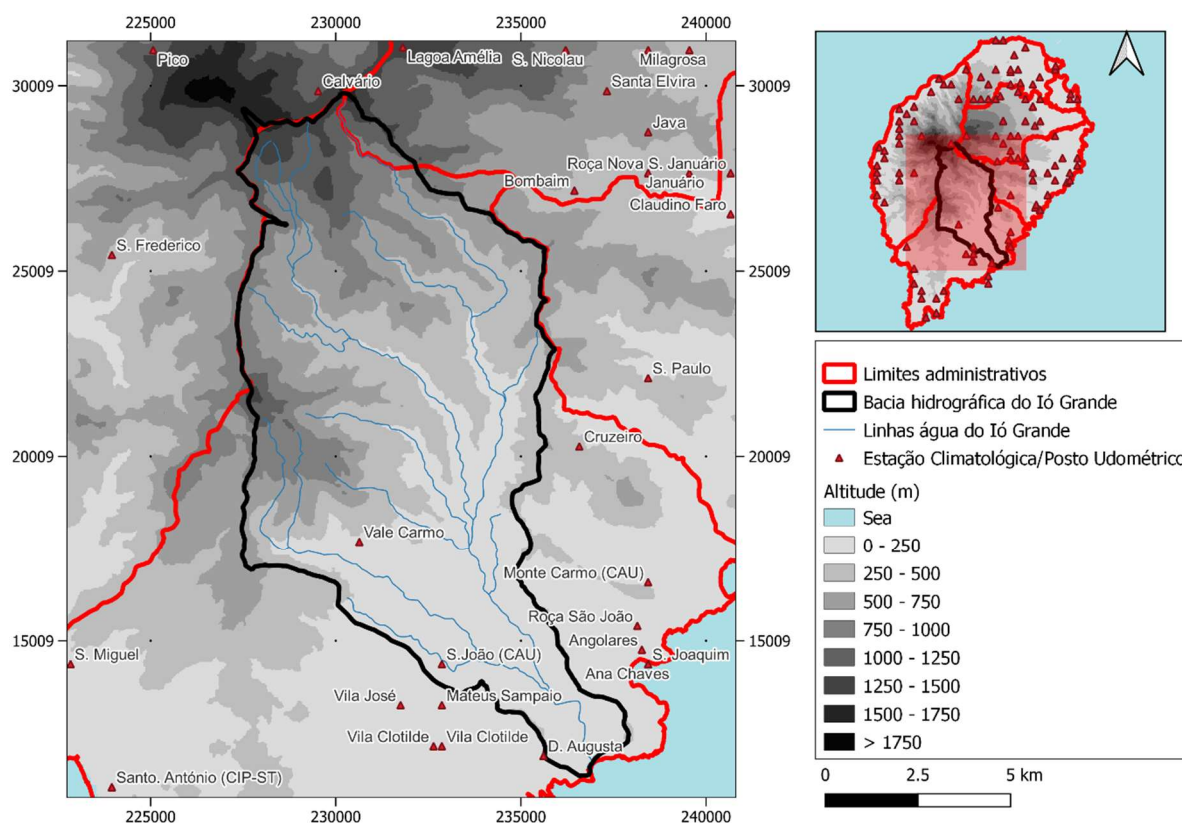 225000 230000 235000 240000
Pico
Lagoa Amélia
S. Nicolau
Milagrosa
30009
Calvário
Santa Elvira
30009
Java
Roça Nova S. Januário
Bombaim
Januário
Claudino Faro
S. Frederico
25009
25009
S. Paulo
Cruzeiro
20009
20009
Vale Carmo
Monte Carmo (CAU)
Roça São João
15009
Angolares
15009
S. Miguel
S.João (CAU)
S. Joaquim
Ana Chaves
Vila José
Mateus Sampaio
Vila Clotilde
Vila Clotilde
D. Augusta
Santo. António (CIP-ST)
225000 230000 235000 240000
Limites administrativos
Bacia hidrográfica do Ió Grande
Linhas água do Ió Grande
Estação Climatológica/Posto Udométrico
Altitude (m)
Sea
0 - 250
250 - 500
500 - 750
750 - 1000
1000 - 1250
1250 - 1500
1500 - 1750
> 1750
0 2.5 5 km